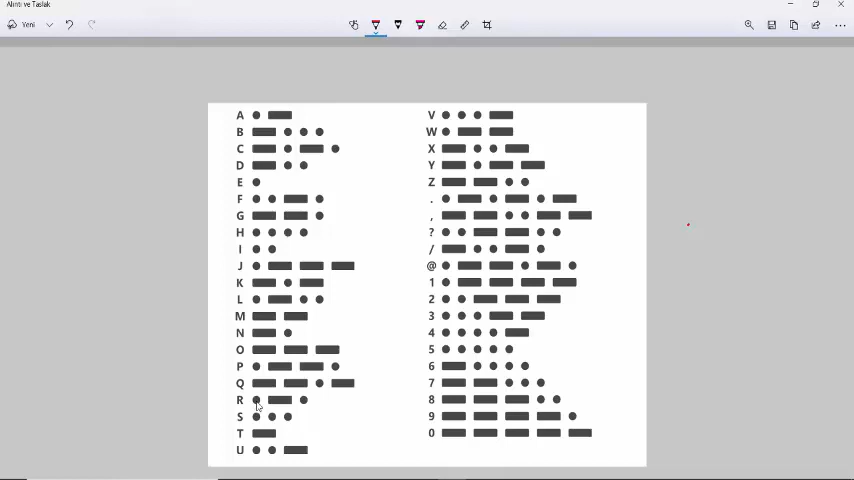 Alıntı ve Taslak
Yeni
A
B
C
D
E
F
G
H
I
J
K
L
M
N
O
P
Q
R
S
T
U
V
W
X
Y
Z
.
,
?
/
@
1
2
3
4
5
6
7
8
9
0